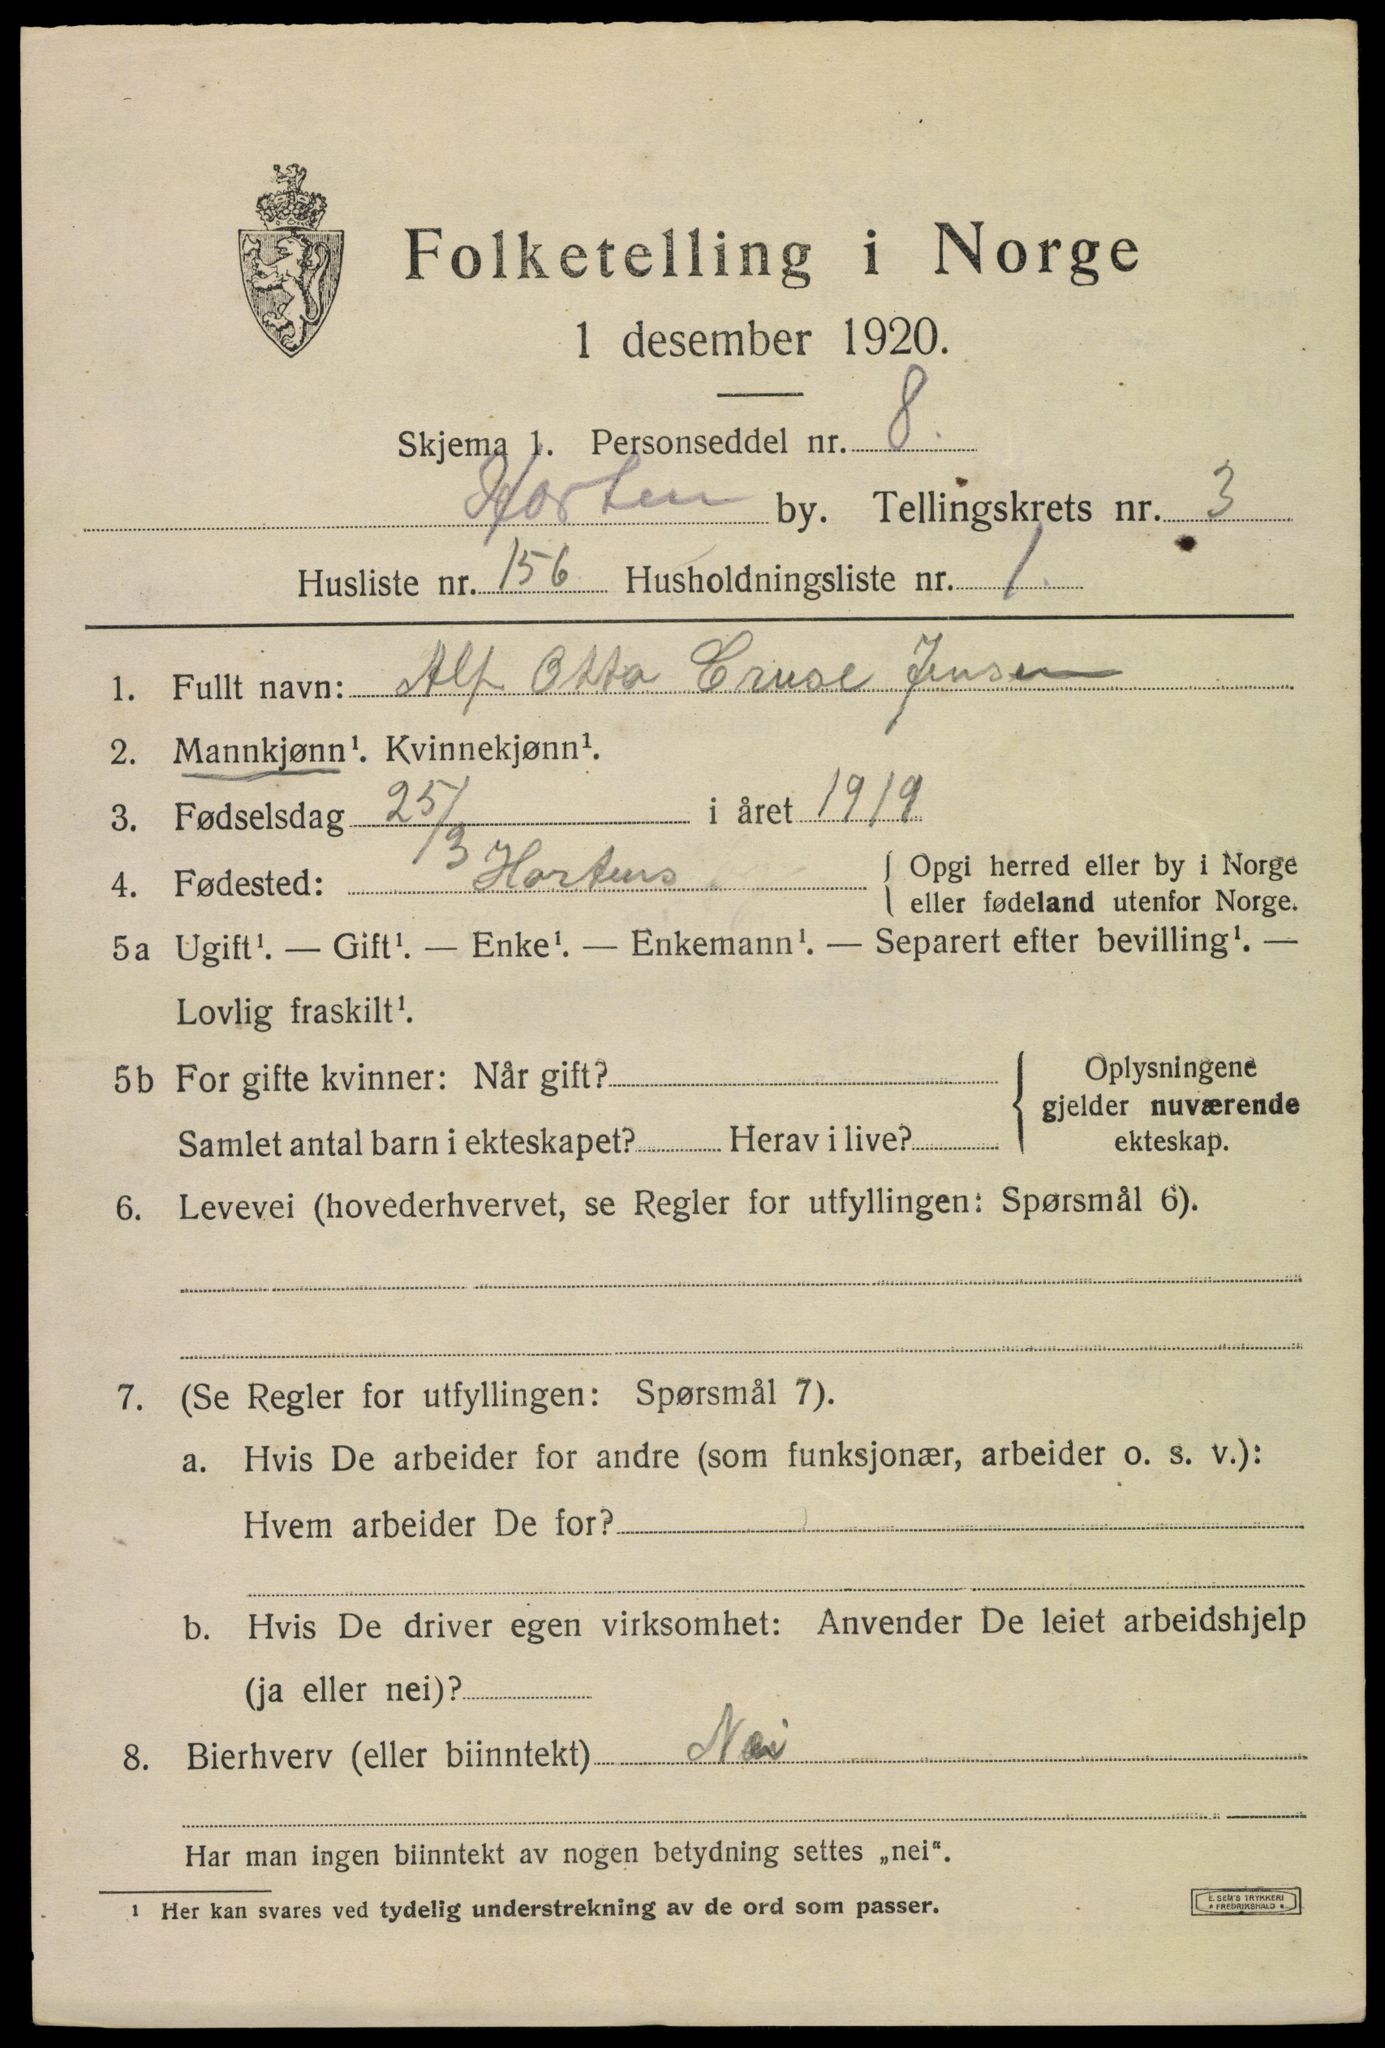 Folketelling i Norge
1 desember 1920.
Skjema 1. Personseddel nr. 8.
Horten by. Tellingskrets nr. 3
Husliste nr. 156 Husholdningsliste nr. 1.
1. Fullt navn: Alf Otto Cruse Jensen
2. Mannkjønn¹. Kvinnekjønn¹.
3. Fødselsdag 25/3 i året 1919
4. Fødested: Hortens { Opgi herred eller by i Norge
eller fødeland utenfor Norge.
5a Ugift¹. — Gift¹. — Enke¹. — Enkemann¹. — Separert efter bevilling¹. —
Lovlig fraskilt¹.
5b For gifte kvinner: Når gift?
Samlet antal barn i ekteskapet? Herav i live?
{ Oplysningene
gjelder nuværende
ekteskap.
6. Levevei (hovederhvervet, se Regler for utfyllingen: Spørsmål 6).
7. (Se Regler for utfyllingen: Spørsmål 7).
a. Hvis De arbeider for andre (som funksjonær, arbeider o. s. v.):
Hvem arbeider De for?
b. Hvis De driver egen virksomhet: Anvender De leiet arbeidshjelp
(ja eller nei)?
8. Bierhverv (eller biinntekt) Nei
Har man ingen biinntekt av nogen betydning settes „nei“.
¹ Her kan svares ved tydelig understrekning av de ord som passer.
E. SEM'S TRYKKERI
* FREDRIKSHALD *